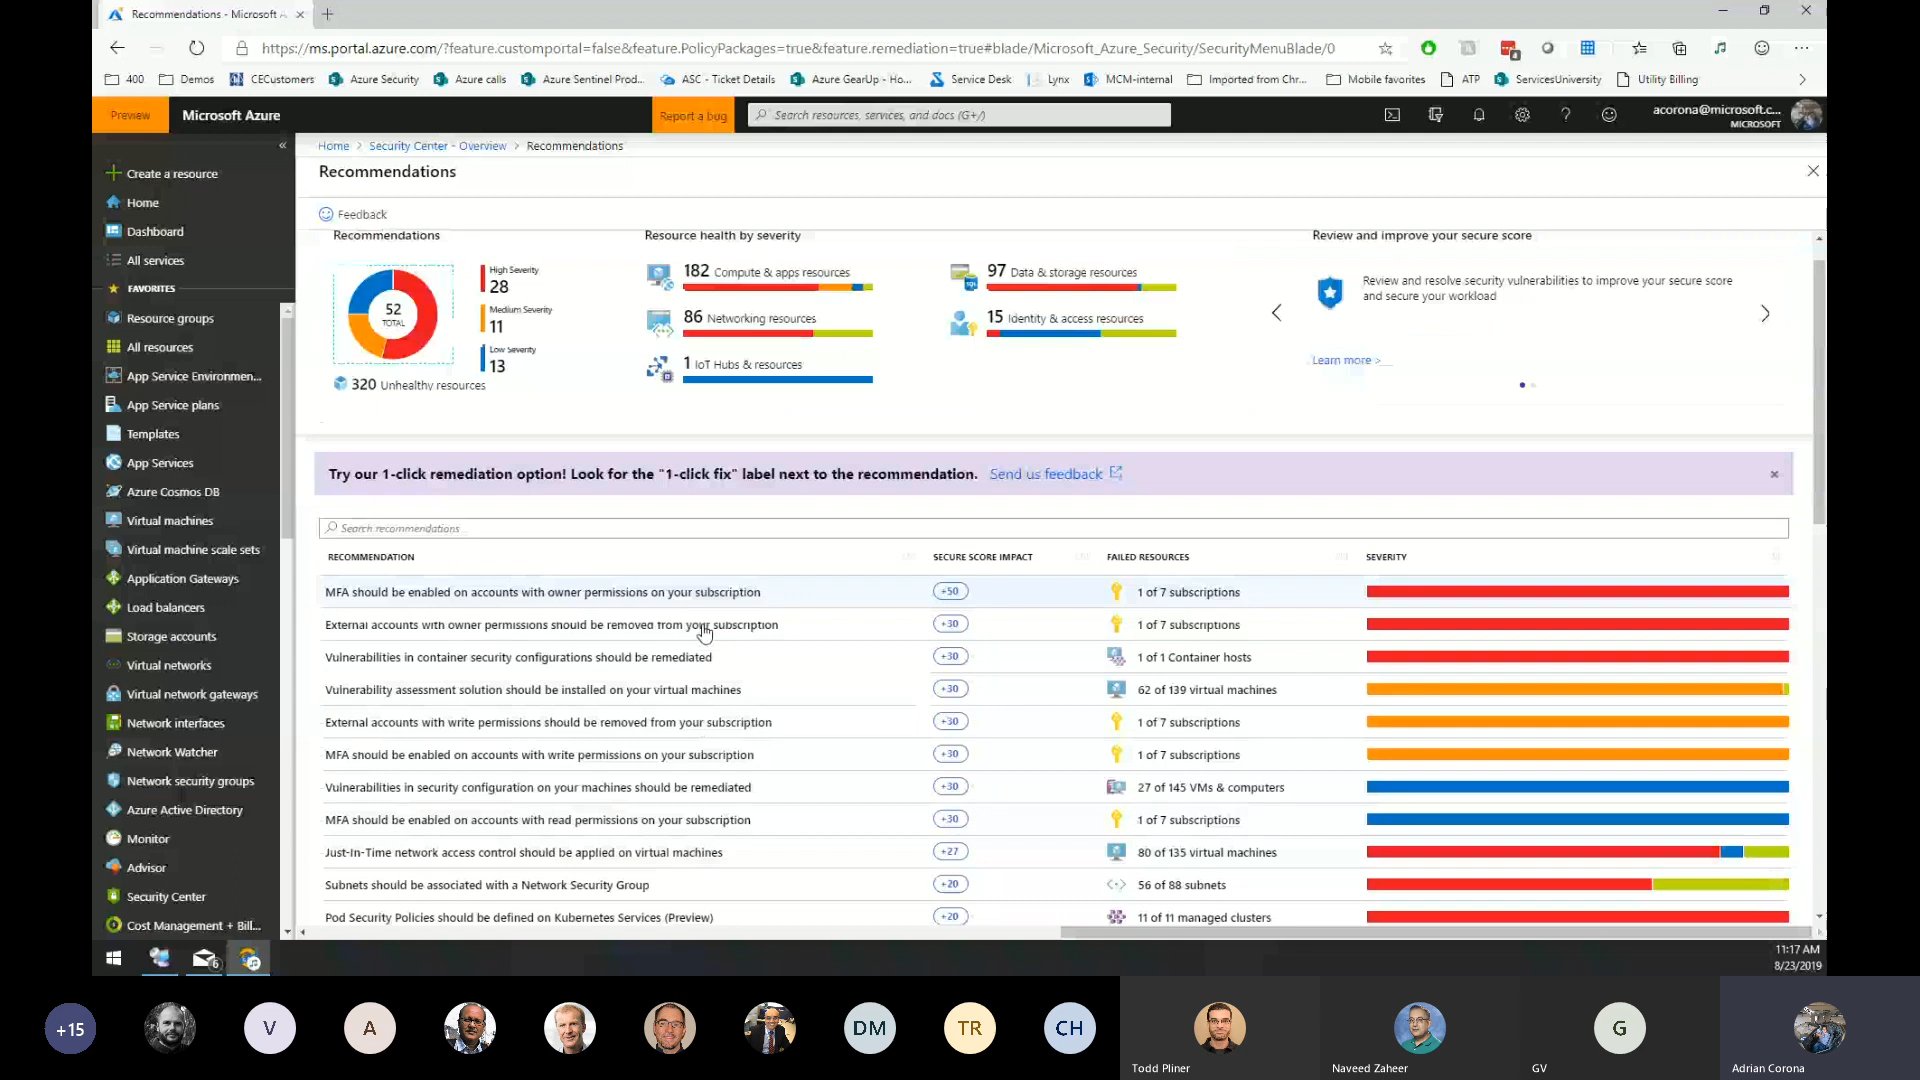 Recommendations - Microsoft A
https://ms.portal.azure.com/?feature.customportal=false&feature.PolicyPackages=true&feature.remediation=true#blade/Microsoft_Azure_Security/SecurityMenuBlade/0
400 Demos CECustomers Azure Security Azure calls Azure Sentinel Prod... ASC - Ticket Details Azure GearUp - Ho... Service Desk Lynx MCM-internal Imported from Chr... Mobile favorites ATP ServicesUniversity Utility Billing
Preview Microsoft Azure Report a bug Search resources, services, and docs (G+/) acorona@microsoft.c...
MICROSOFT
Home > Security Center - Overview > Recommendations
Recommendations
Feedback
Create a resource
Home
Dashboard
All services
FAVORITES
Resource groups
All resources
App Service Environmen...
App Service plans
Templates
App Services
Azure Cosmos DB
Virtual machines
Virtual machine scale sets
Application Gateways
Load balancers
Storage accounts
Virtual networks
Virtual network gateways
Network interfaces
Network Watcher
Network security groups
Azure Active Directory
Monitor
Advisor
Security Center
Cost Management + Bill...
Recommendations
52
TOTAL
High Severity
28
Medium Severity
11
Low Severity
13
320 Unhealthy resources
Resource health by severity
182 Compute & apps resources
97 Data & storage resources
86 Networking resources
15 Identity & access resources
1 IoT Hubs & resources
Review and improve your secure score
Review and resolve security vulnerabilities to improve your secure score
and secure your workload
Learn more >
Try our 1-click remediation option! Look for the "1-click fix" label next to the recommendation. Send us feedback
Search recommendations
RECOMMENDATION SECURE SCORE IMPACT FAILED RESOURCES SEVERITY
MFA should be enabled on accounts with owner permissions on your subscription +50 1 of 7 subscriptions
External accounts with owner permissions should be removed from your subscription +30 1 of 7 subscriptions
Vulnerabilities in container security configurations should be remediated +30 1 of 1 Container hosts
Vulnerability assessment solution should be installed on your virtual machines +30 62 of 139 virtual machines
External accounts with write permissions should be removed from your subscription +30 1 of 7 subscriptions
MFA should be enabled on accounts with write permissions on your subscription +30 1 of 7 subscriptions
Vulnerabilities in security configuration on your machines should be remediated +30 27 of 145 VMs & computers
MFA should be enabled on accounts with read permissions on your subscription +30 1 of 7 subscriptions
Just-In-Time network access control should be applied on virtual machines +27 80 of 135 virtual machines
Subnets should be associated with a Network Security Group +20 56 of 88 subnets
Pod Security Policies should be defined on Kubernetes Services (Preview) +20 11 of 11 managed clusters
6
11:17 AM
8/23/2019
+15 V A DM TR CH G
Todd Pliner Naveed Zaheer GV Adrian Corona